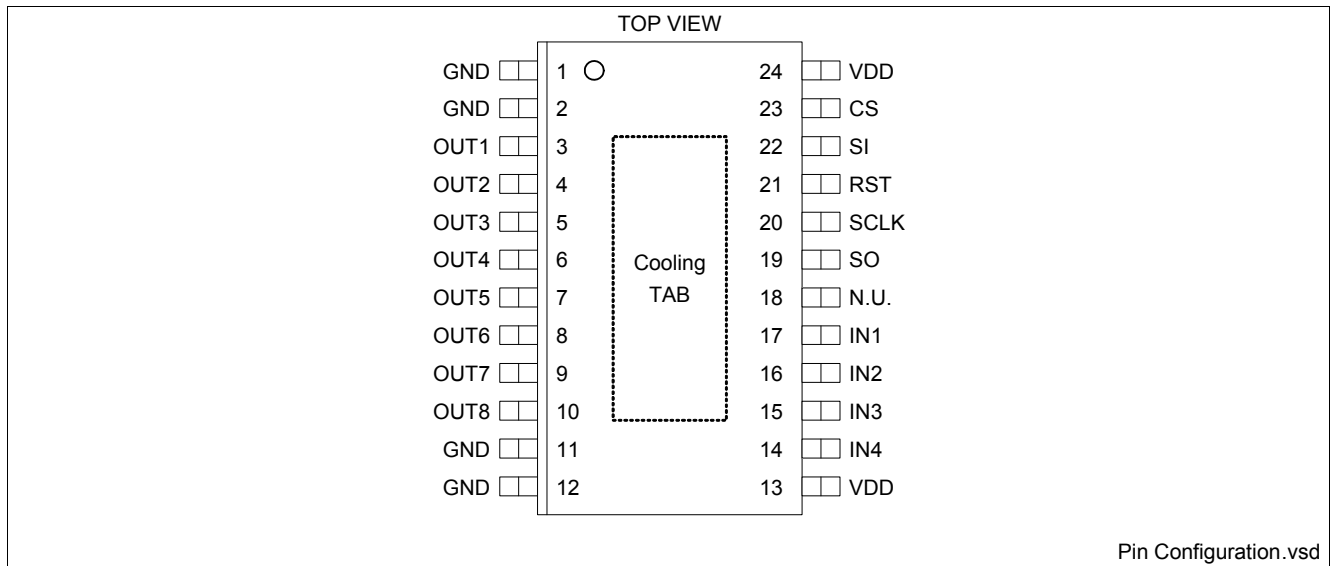 TOP VIEW
GND 1 24 VDD
GND 2 23 CS
OUT1 3 22 SI
OUT2 4 21 RST
OUT3 5 20 SCLK
OUT4 6 Cooling 19 SO
OUT5 7 TAB 18 N.U.
OUT6 8 17 IN1
OUT7 9 16 IN2
OUT8 10 15 IN3
GND 11 14 IN4
GND 12 13 VDD
Pin Configuration.vsd